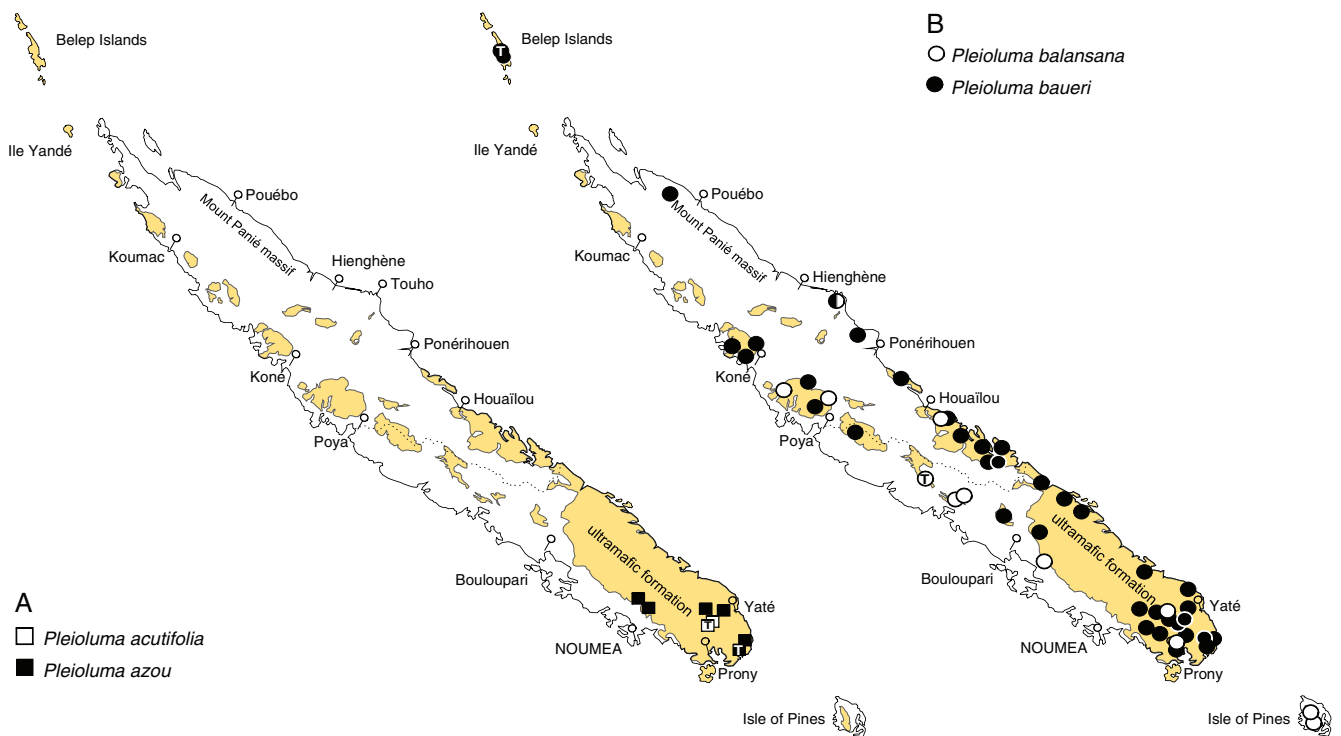 Belep Islands
Ile Yandé
Pouébo
Mount Panié massif
Koumac
Hienghène
Touho
Ponérihouen
Koné
Houaïlou
Poya
ultramafic formation
Bouloupari
Yaté
NOUMEA
Prony
Isle of Pines
T
T
A
Pleioluma acutifolia
Pleioluma azou
B
Pleioluma balansana
Pleioluma baueri
Belep Islands
T
Ile Yandé
Pouébo
Mount Panié massif
Koumac
Hienghène
Ponérihouen
Koné
Houaïlou
Poya
T
ultramafic formation
Bouloupari
Yaté
NOUMEA
Prony
Isle of Pines